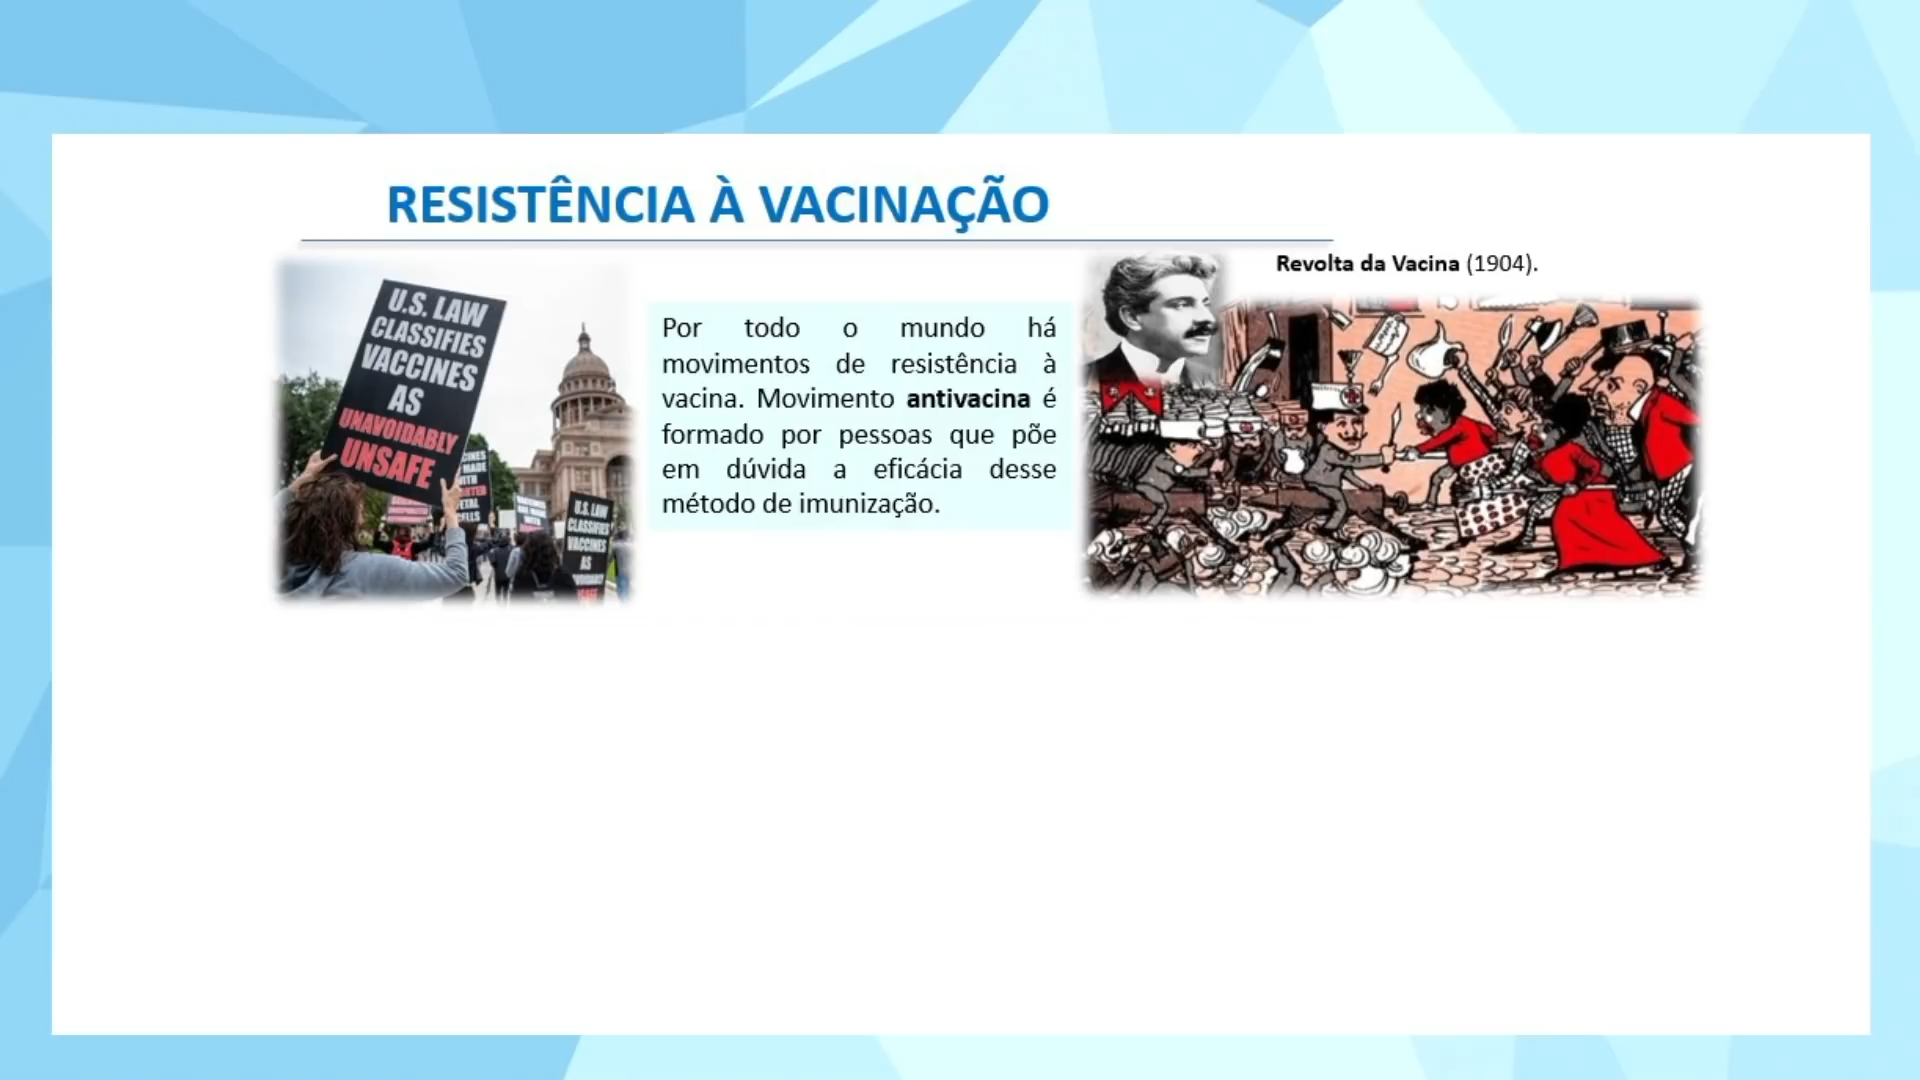 RESISTÊNCIA À VACINAÇÃO
U.S. LAW
CLASSIFIES
VACCINES
AS
UNAVOIDABLY
UNSAFE
U.S. LAW
CLASSIFIES
VACCINES
AS
Por todo o mundo há
movimentos de resistência à
vacina. Movimento antivacina é
formado por pessoas que põe
em dúvida a eficácia desse
método de imunização.
Revolta da Vacina (1904).